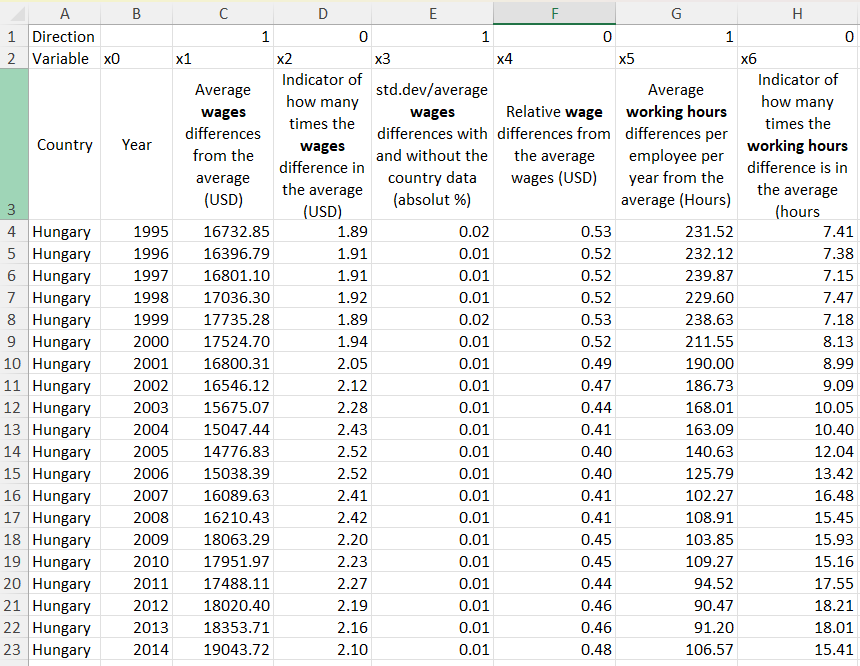 A B C D E F G H
1 Direction 1 0 1 0 1 0
2 Variable x0 x1 x2 x3 x4 x5 x6
3 Country Year Average wages differences from the average (USD) Indicator of how many times the wages difference in the average (USD) std.dev/average wages differences with and without the country data (absolut %) Relative wage differences from the average wages (USD) Average working hours differences per employee per year from the average (Hours) Indicator of how many times the working hours difference is in the average (hours
4 Hungary 1995 16732.85 1.89 0.02 0.53 231.52 7.41
5 Hungary 1996 16396.79 1.91 0.01 0.52 232.12 7.38
6 Hungary 1997 16801.10 1.91 0.01 0.52 239.87 7.15
7 Hungary 1998 17036.30 1.92 0.01 0.52 229.60 7.47
8 Hungary 1999 17735.28 1.89 0.02 0.53 238.63 7.18
9 Hungary 2000 17524.70 1.94 0.01 0.52 211.55 8.13
10 Hungary 2001 16800.31 2.05 0.01 0.49 190.00 8.99
11 Hungary 2002 16546.12 2.12 0.01 0.47 186.73 9.09
12 Hungary 2003 15675.07 2.28 0.01 0.44 168.01 10.05
13 Hungary 2004 15047.44 2.43 0.01 0.41 163.09 10.40
14 Hungary 2005 14776.83 2.52 0.01 0.40 140.63 12.04
15 Hungary 2006 15038.39 2.52 0.01 0.40 125.79 13.42
16 Hungary 2007 16089.63 2.41 0.01 0.41 102.27 16.48
17 Hungary 2008 16210.43 2.42 0.01 0.41 108.91 15.45
18 Hungary 2009 18063.29 2.20 0.01 0.45 103.85 15.93
19 Hungary 2010 17951.97 2.23 0.01 0.45 109.27 15.16
20 Hungary 2011 17488.11 2.27 0.01 0.44 94.52 17.55
21 Hungary 2012 18020.40 2.19 0.01 0.46 90.47 18.21
22 Hungary 2013 18353.71 2.16 0.01 0.46 91.20 18.01
23 Hungary 2014 19043.72 2.10 0.01 0.48 106.57 15.41